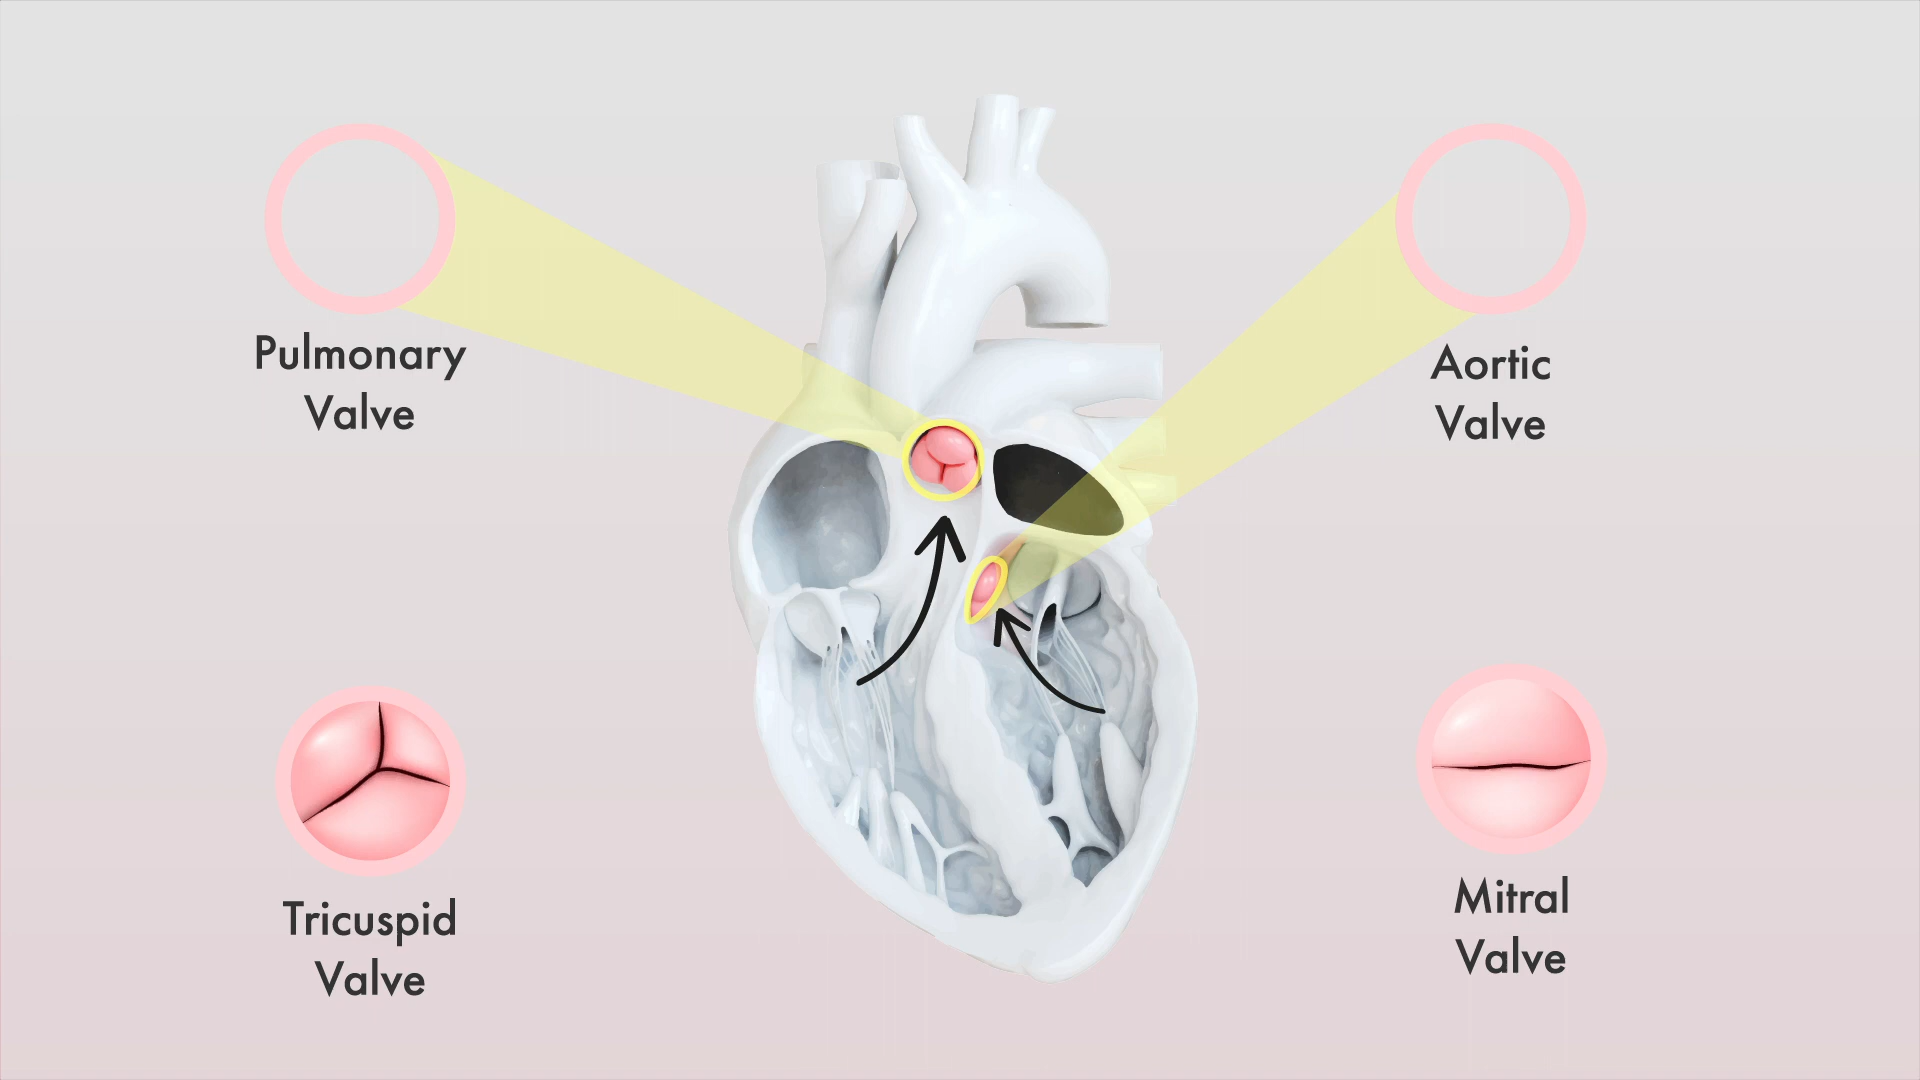 Pulmonary
Valve
Aortic
Valve
Tricuspid
Valve
Mitral
Valve